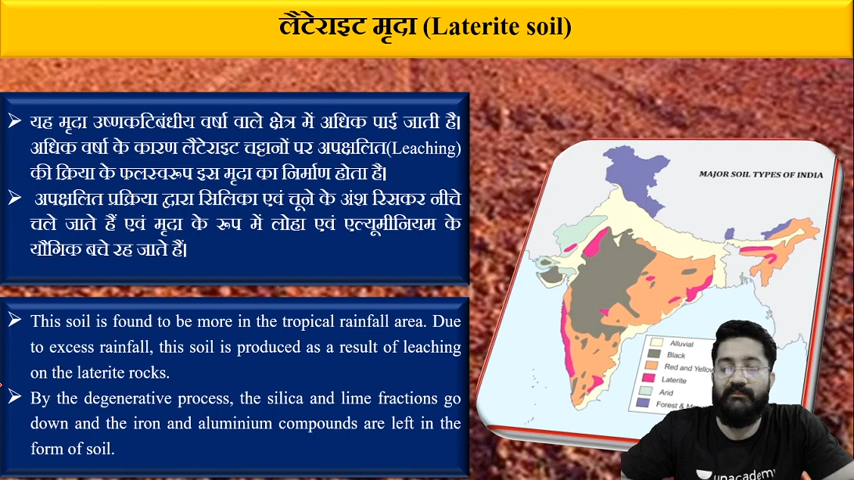 लैटेराइट मृदा (Laterite soil)
➢ यह मृदा उष्णकटिबंधीय वर्षा वाले क्षेत्र में अधिक पाई जाती है।
अधिक वर्षा के कारण लैटेराइट चट्टानों पर अपक्षलित(Leaching)
की क्रिया के फलस्वरूप इस मृदा का निर्माण होता है।
➢ अपक्षलित प्रक्रिया द्वारा सिलिका एवं चूने के अंश रिसकर नीचे
चले जाते हैं एवं मृदा के रूप में लोहा एवं एल्यूमीनियम के
यौगिक बचे रह जाते हैं।
➢ This soil is found to be more in the tropical rainfall area. Due
to excess rainfall, this soil is produced as a result of leaching
on the laterite rocks.
➢ By the degenerative process, the silica and lime fractions go
down and the iron and aluminium compounds are left in the
form of soil.
MAJOR SOIL TYPES OF INDIA
Alluvial
Black
Red and Yellow
Laterite
Arid
Forest &
unacademy